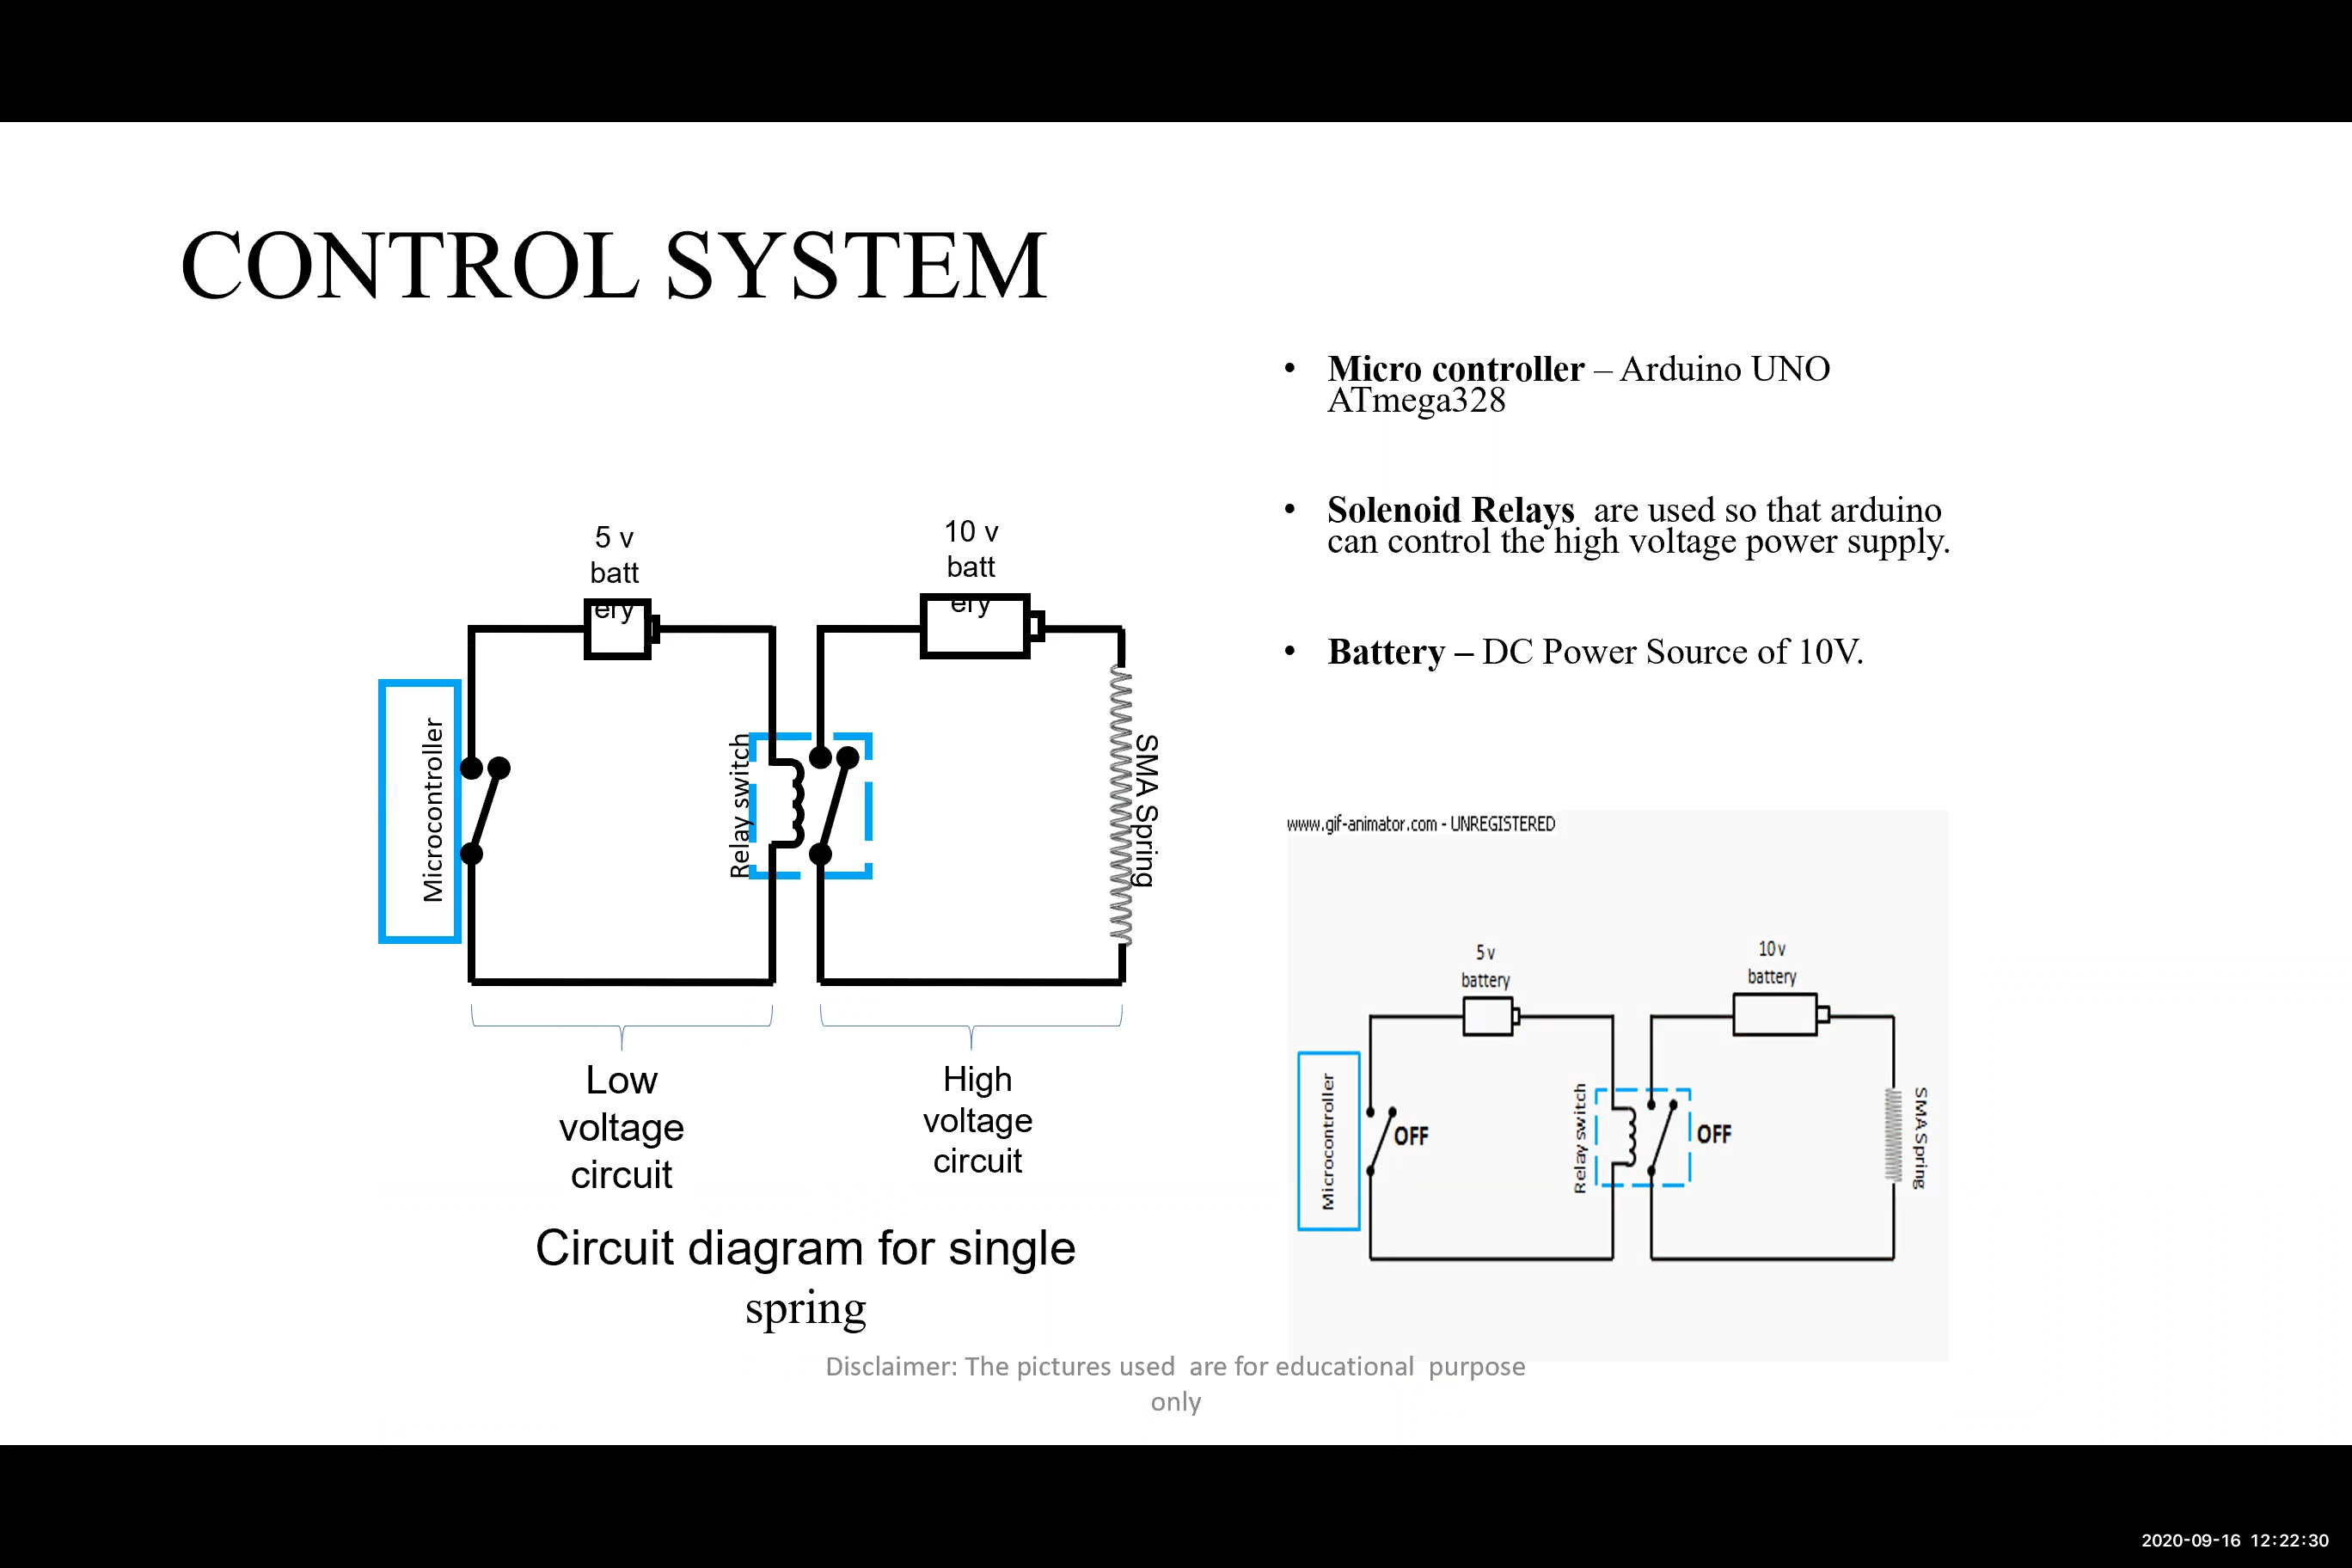 CONTROL SYSTEM
• Micro controller – Arduino UNO
ATmega328
• Solenoid Relays  are used so that arduino
can control the high voltage power supply.
• Battery – DC Power Source of 10V.
5 v
batt
ery
10 v
batt
ery
Microcontroller
Relay switch
SMA Spring
Low
voltage
circuit
High
voltage
circuit
Circuit diagram for single
spring
www.gif-animator.com - UNREGISTERED
5 v
battery
10 v
battery
Microcontroller
OFF
Relay switch
OFF
SMA Spring
Disclaimer: The pictures used  are for educational  purpose
only
2020-09-16 12:22:30